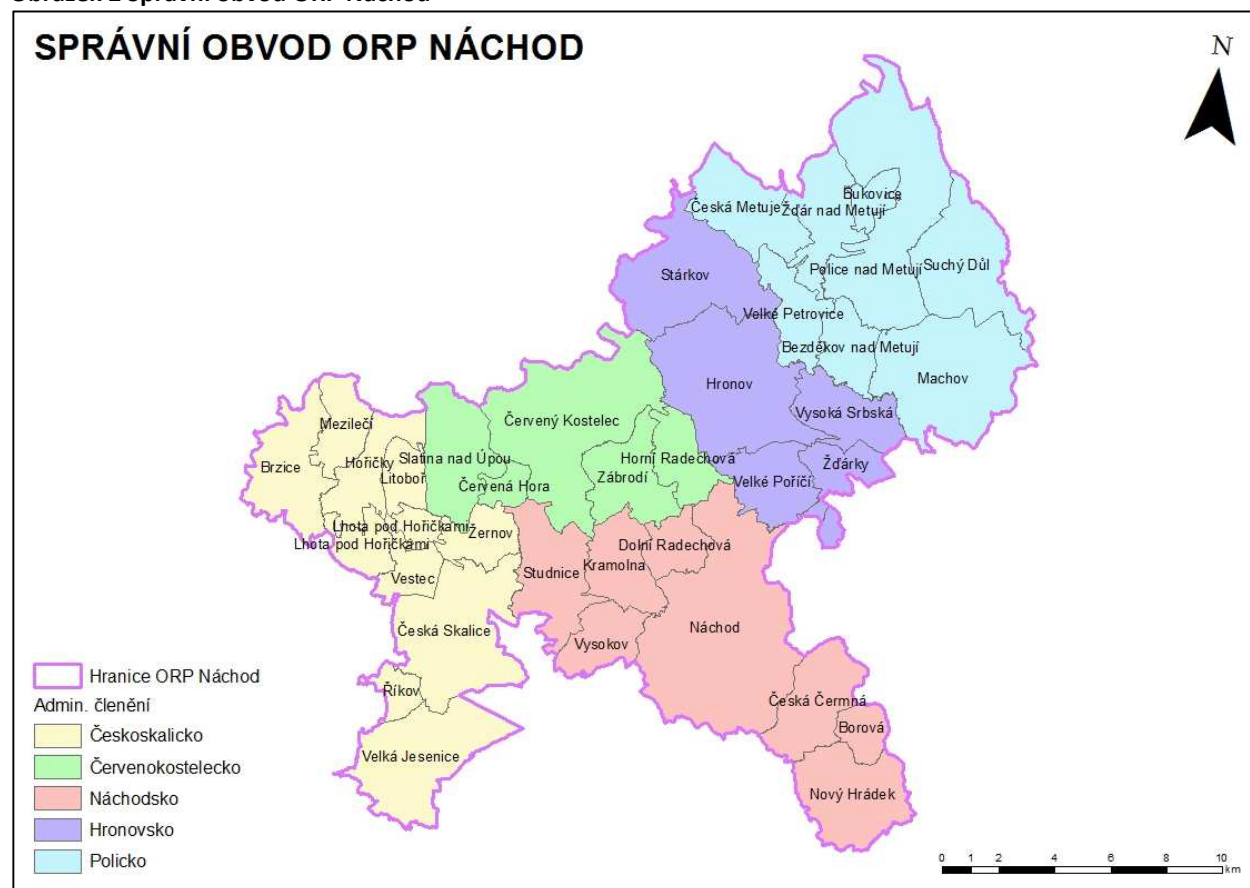 SPRÁVNÍ OBVOD ORP NÁCHOD
N
Bukovice
Česká Metuje
Žďár nad Metují
Police nad Metují
Suchý Důl
Stárkov
Velké Petrovice
Bezděkov nad Metují
Machov
Hronov
Vysoká Srbská
Červený Kostelec
Mezilečí
Hořičky
Slatina nad Úpou
Horní Radechová
Žďárky
Brzice
Litoboř
Zábrodí
Velké Poříčí
Červená Hora
Lhota pod Hořičkami
Žernov
Lhota pod Hořičkami
Dolní Radechová
Studnice
Kramolna
Vestec
Česká Skalice
Náchod
Vysokov
Říkov
Česká Čermná
Borová
Velká Jesenice
Nový Hrádek
Hranice ORP Náchod
Admin. členění
Českoskalicko
Červenokostelecko
Náchodsko
Hronovsko
Policko
0 1 2 4 6 8 10
km